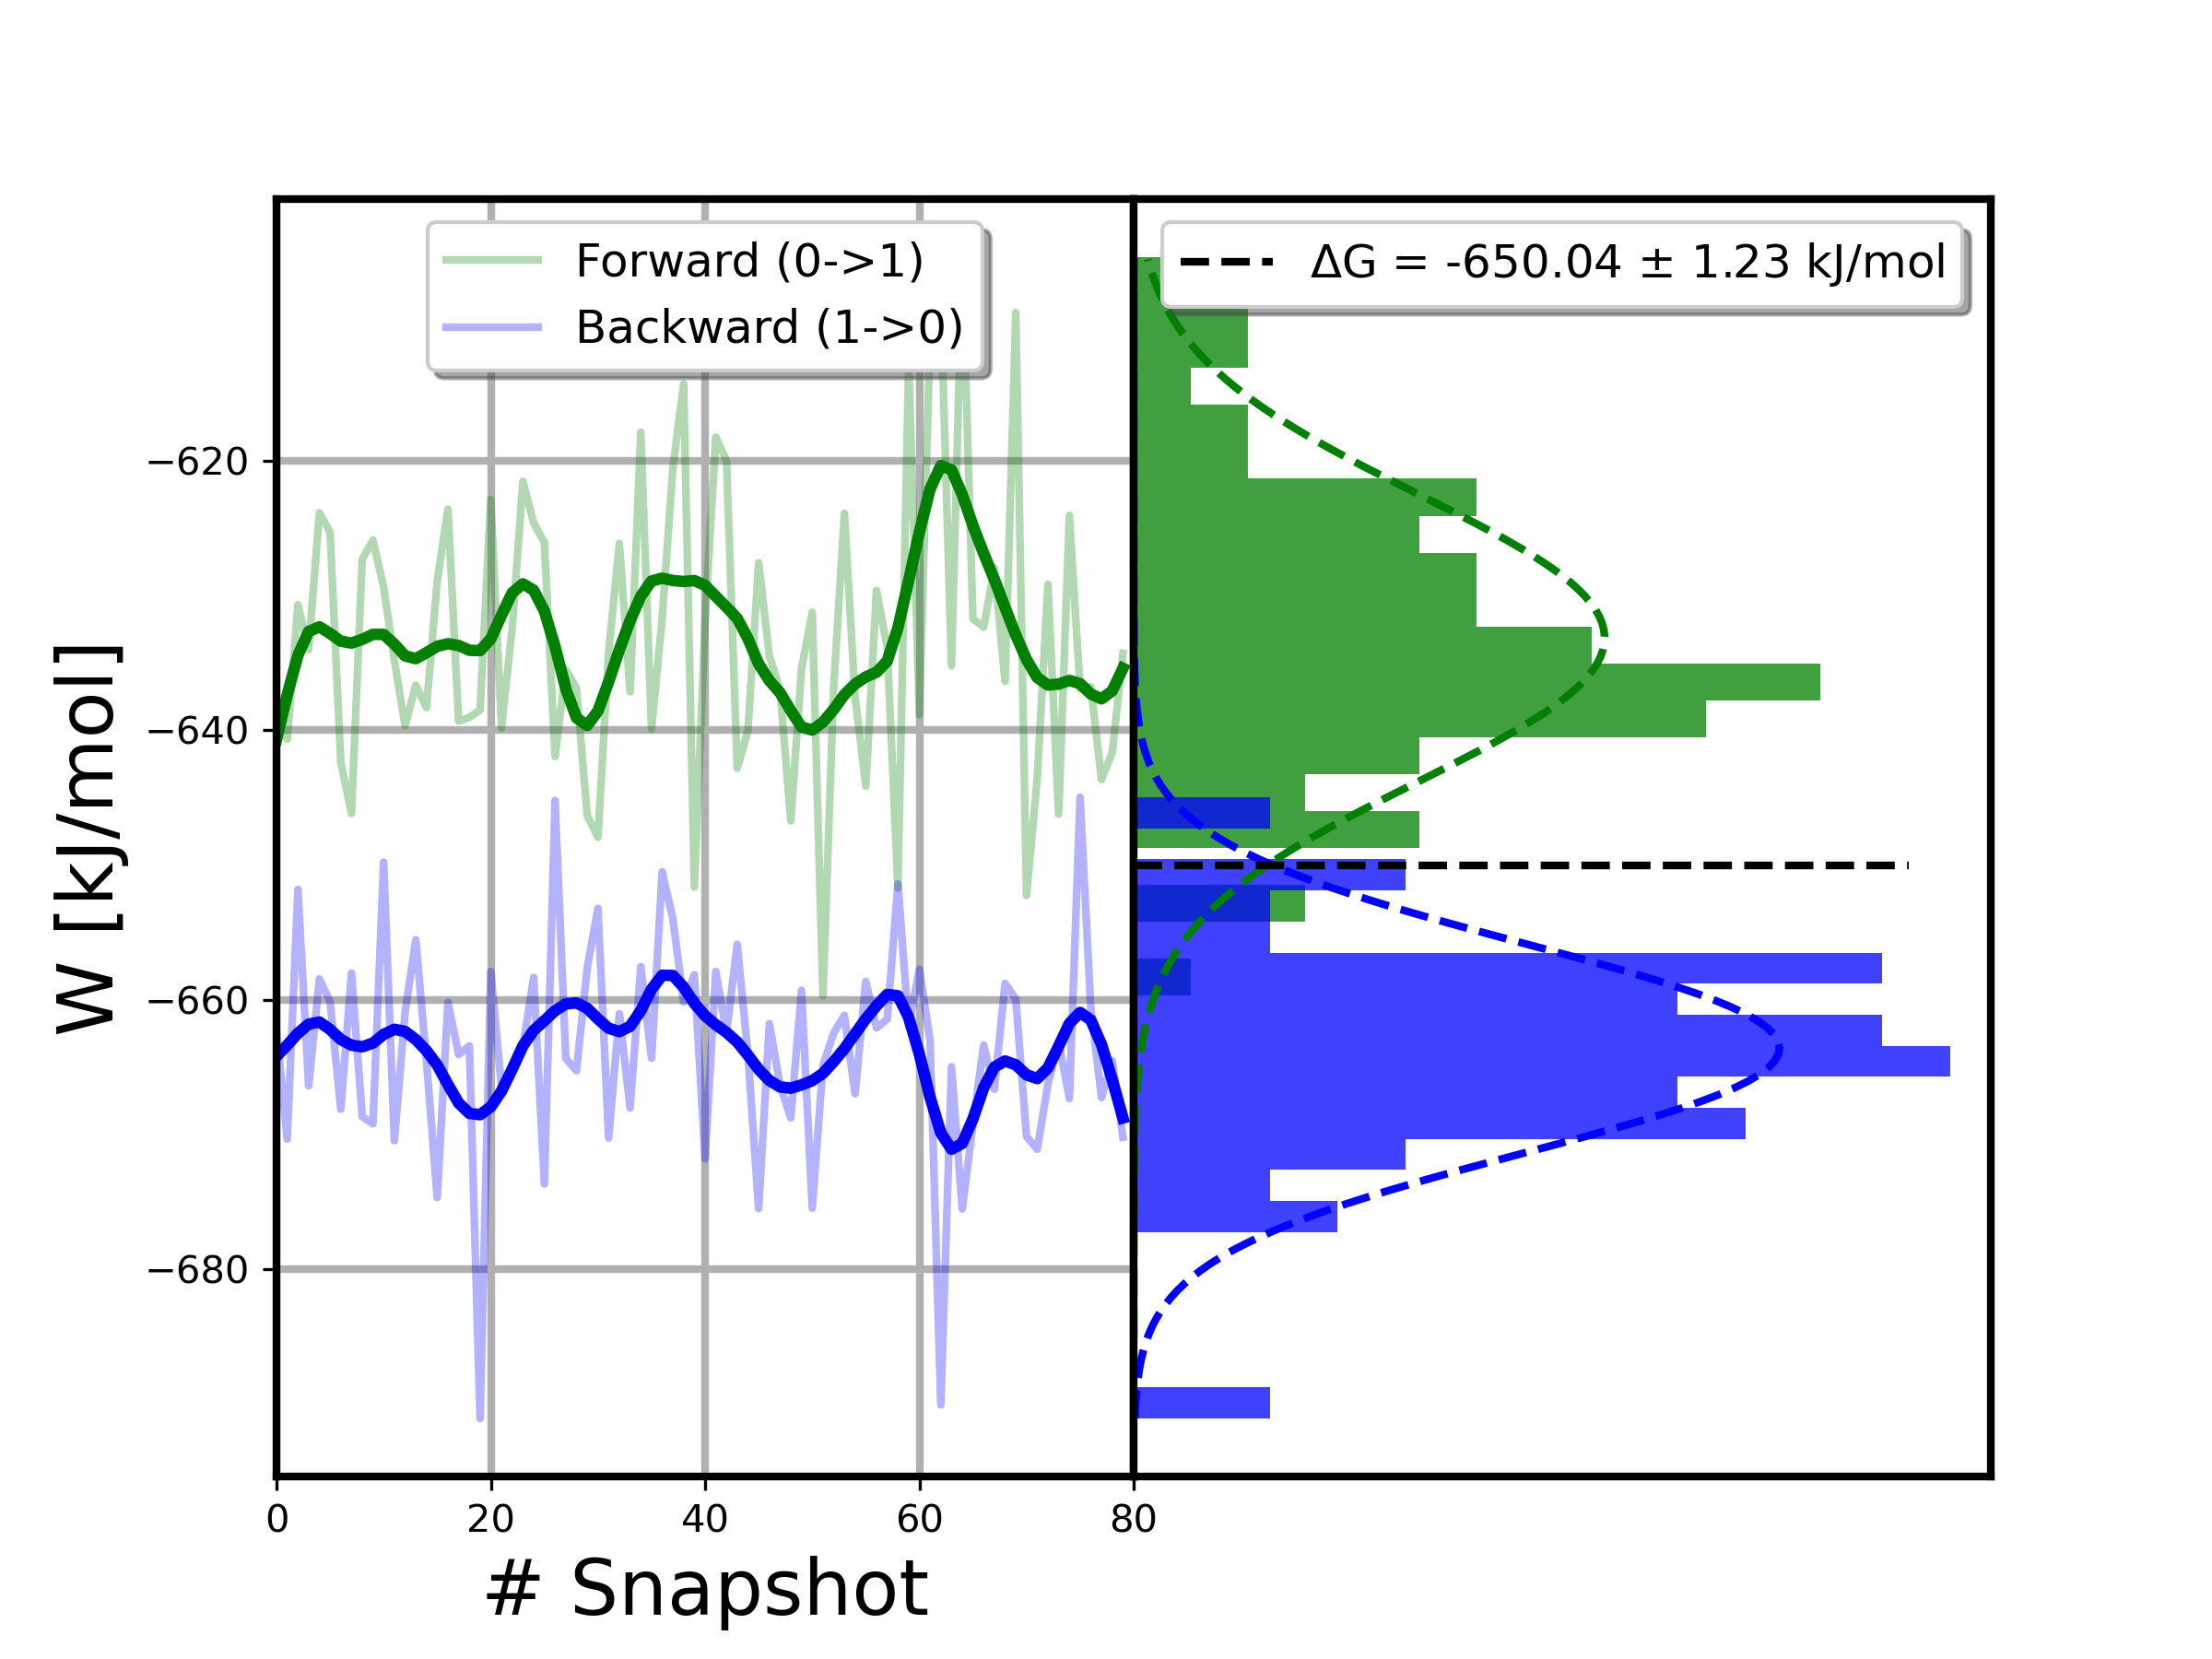 Forward (0->1)
Backward (1->0)
ΔG = -650.04 ± 1.23 kJ/mol
W [kJ/mol]
−620
−640
−660
−680
0 20 40 60 80
# Snapshot